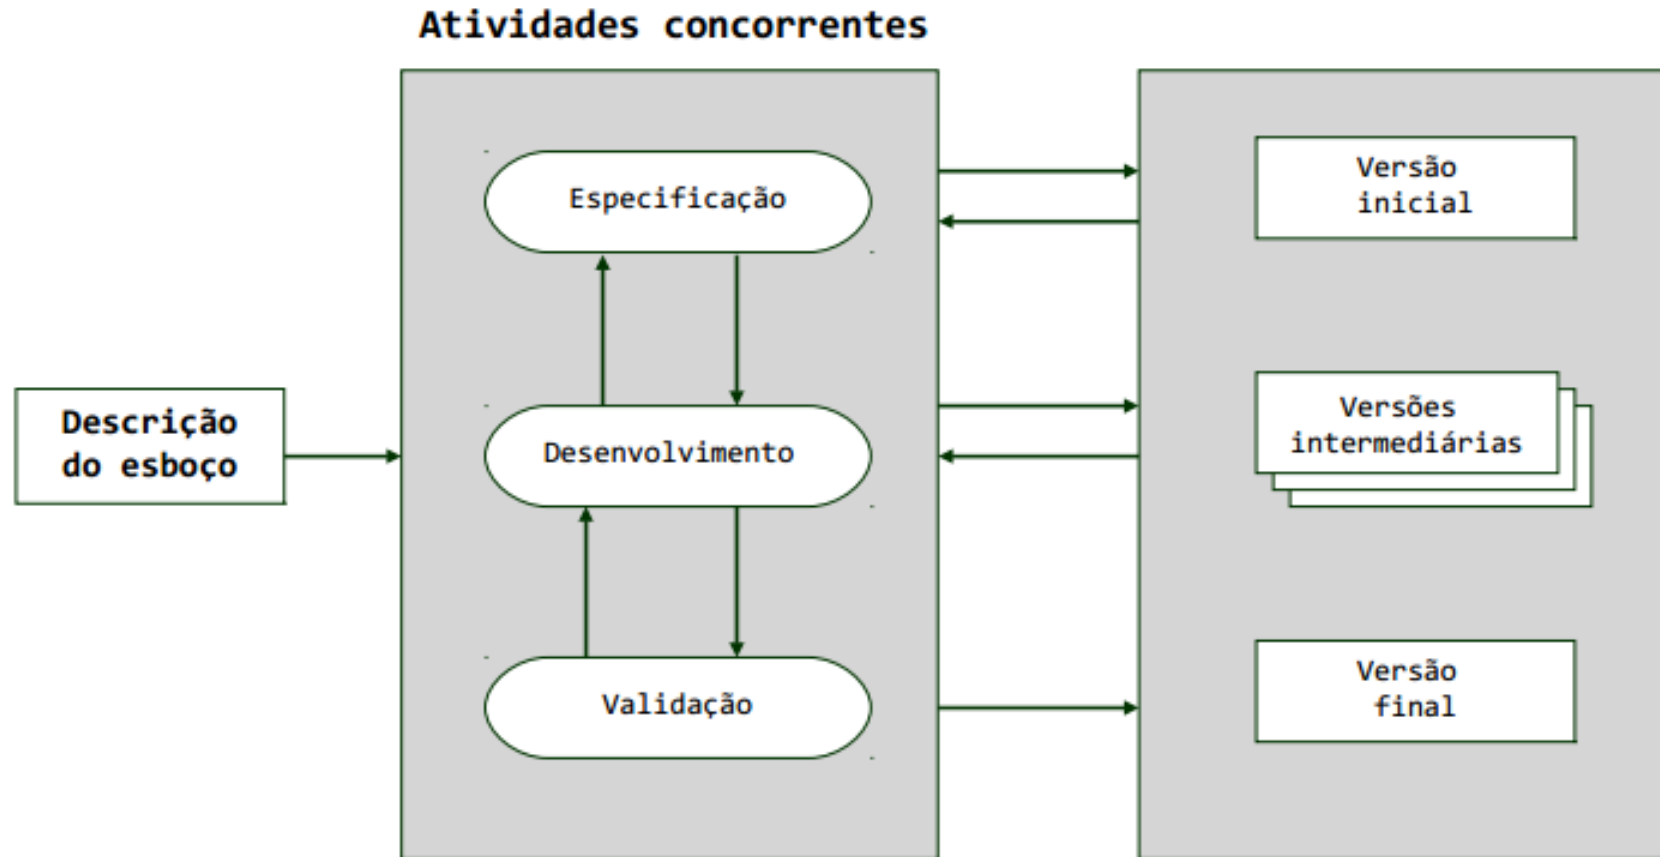 Atividades concorrentes
Descrição
do esboço
Especificação
Desenvolvimento
Validação
Versão
inicial
Versões
intermediárias
Versão
final